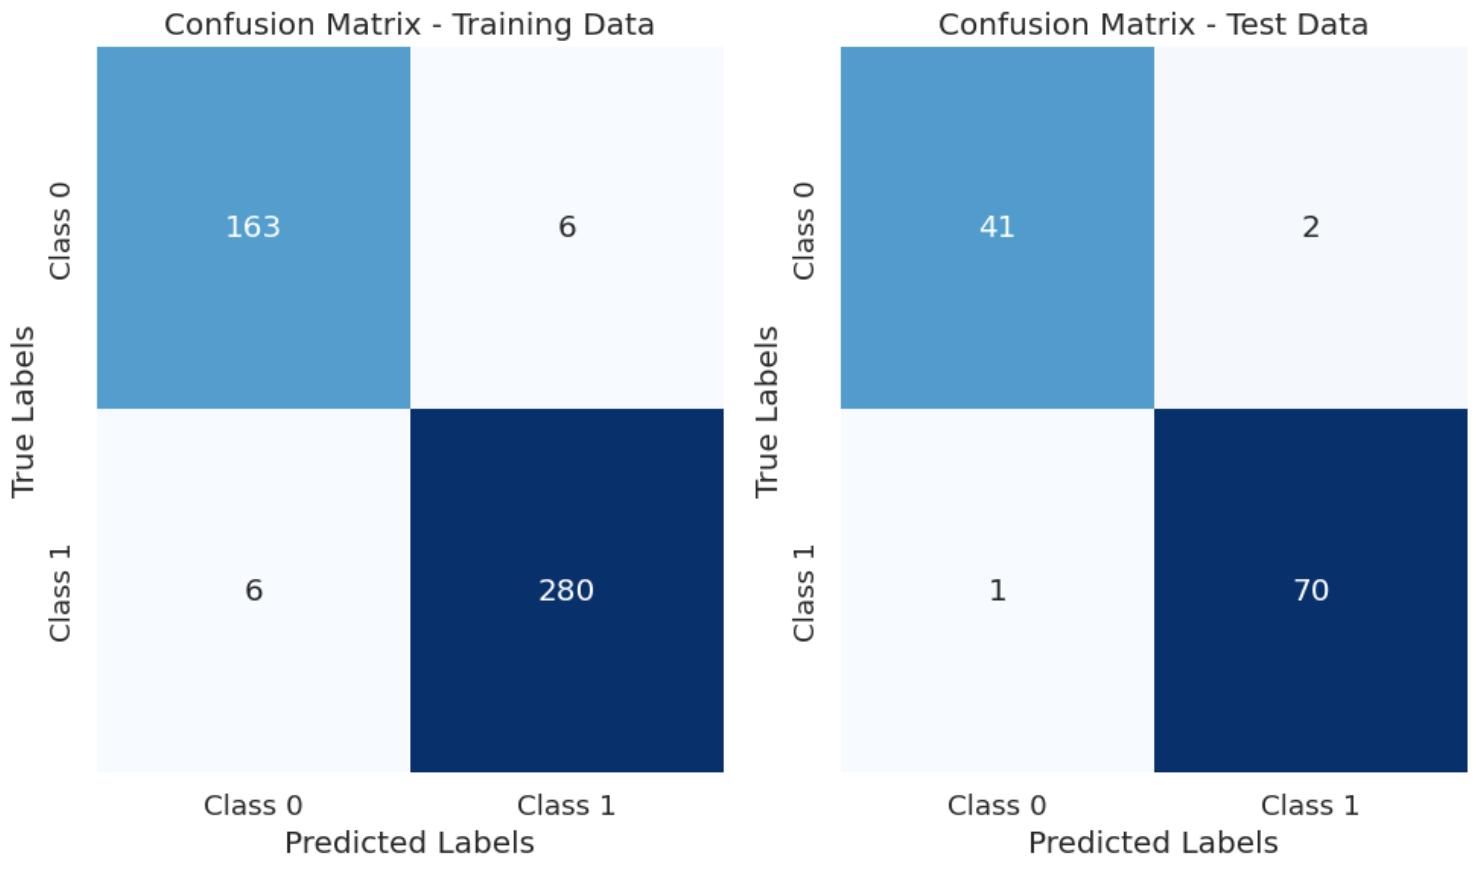 Confusion Matrix - Training Data
Class 0
Class 1
True Labels
163
6
6
280
Class 0
Class 1
Predicted Labels
Confusion Matrix - Test Data
Class 0
Class 1
True Labels
41
2
1
70
Class 0
Class 1
Predicted Labels